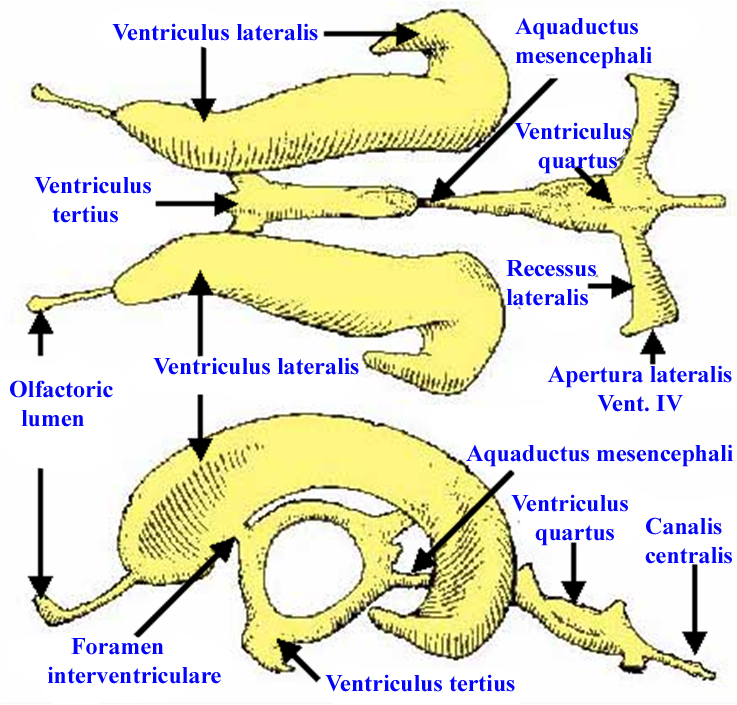 Ventriculus lateralis
Aquaductus
mesencephali
Ventriculus
quartus
Ventriculus
tertius
Recessus
lateralis
Ventriculus lateralis
Apertura lateralis
Vent. IV
Olfactoric
lumen
Aquaductus mesencephali
Ventriculus
quartus
Canalis
centralis
Foramen
interventriculare
Ventriculus tertius